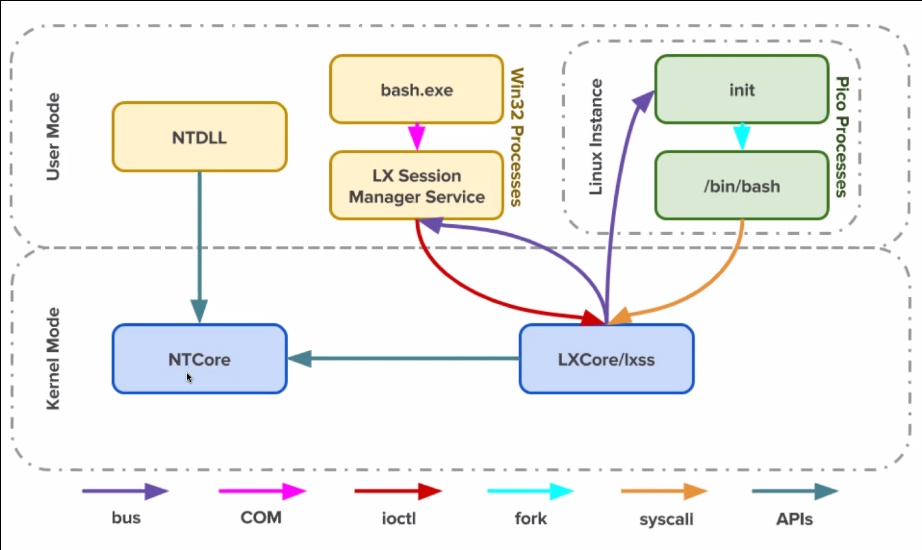 User Mode
NTDLL
bash.exe
LX Session
Manager Service
Win32 Processes
Linux Instance
init
/bin/bash
Pico Processes
Kernel Mode
NTCore
LXCore/lxss
bus
COM
ioctl
fork
syscall
APIs